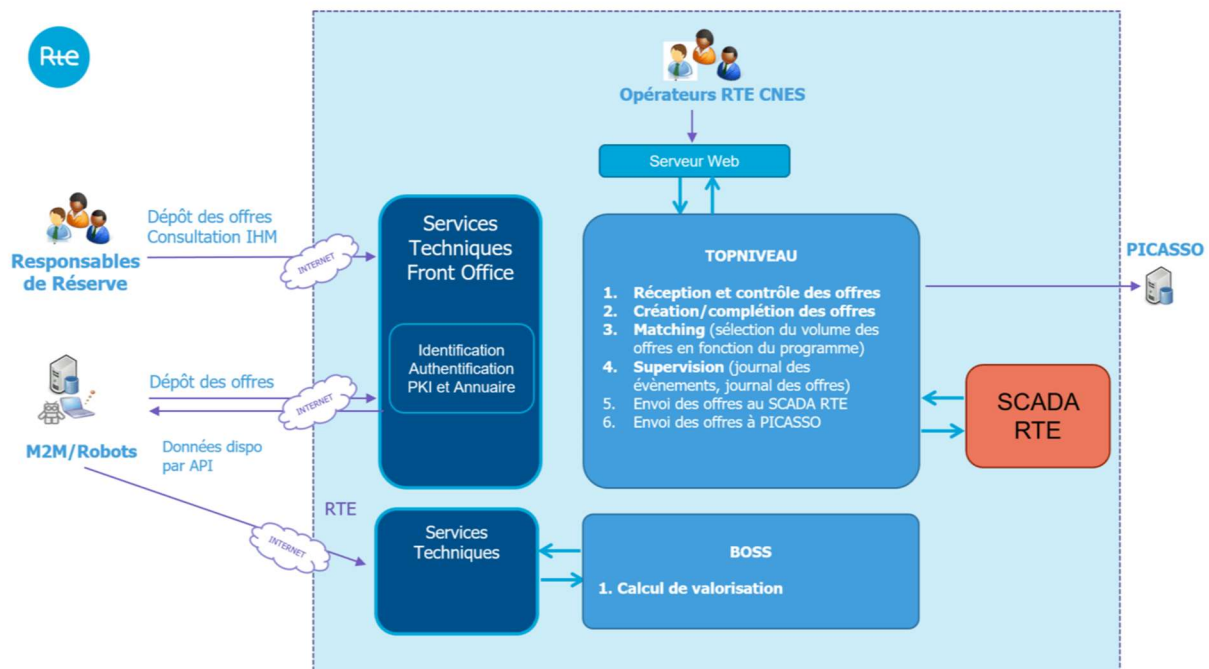 Rte
Opérateurs RTE CNES
Serveur Web
Responsables
de Réserve
Dépôt des offres
Consultation IHM
INTERNET
Services
Techniques
Front Office
Identification
Authentification
PKI et Annuaire
M2M/Robots
Dépôt des offres
INTERNET
Données dispo
par API
INTERNET
RTE
TOPNIVEAU
1. Réception et contrôle des offres
2. Création/complétion des offres
3. Matching (sélection du volume des
offres en fonction du programme)
4. Supervision (journal des
évènements, journal des offres)
5. Envoi des offres au SCADA RTE
6. Envoi des offres à PICASSO
PICASSO
SCADA
RTE
Services
Techniques
BOSS
1. Calcul de valorisation